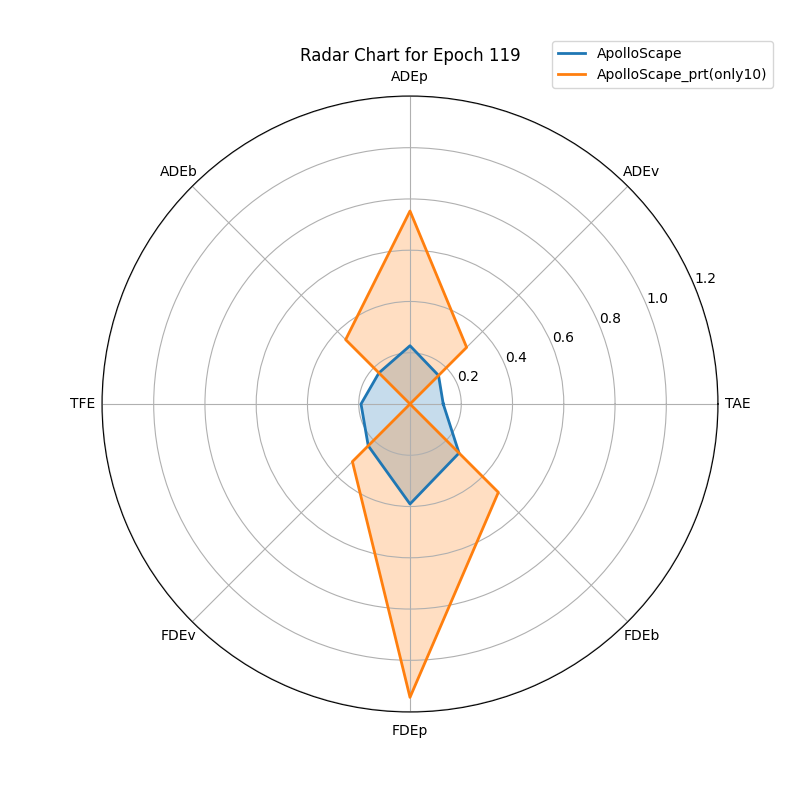 Radar Chart for Epoch 119
ApolloScape
ApolloScape_prt(only10)
ADEp
ADEb
ADEv
1.2
1.0
0.8
0.6
0.4
0.2
TFE
TAE
FDEv
FDEb
FDEp